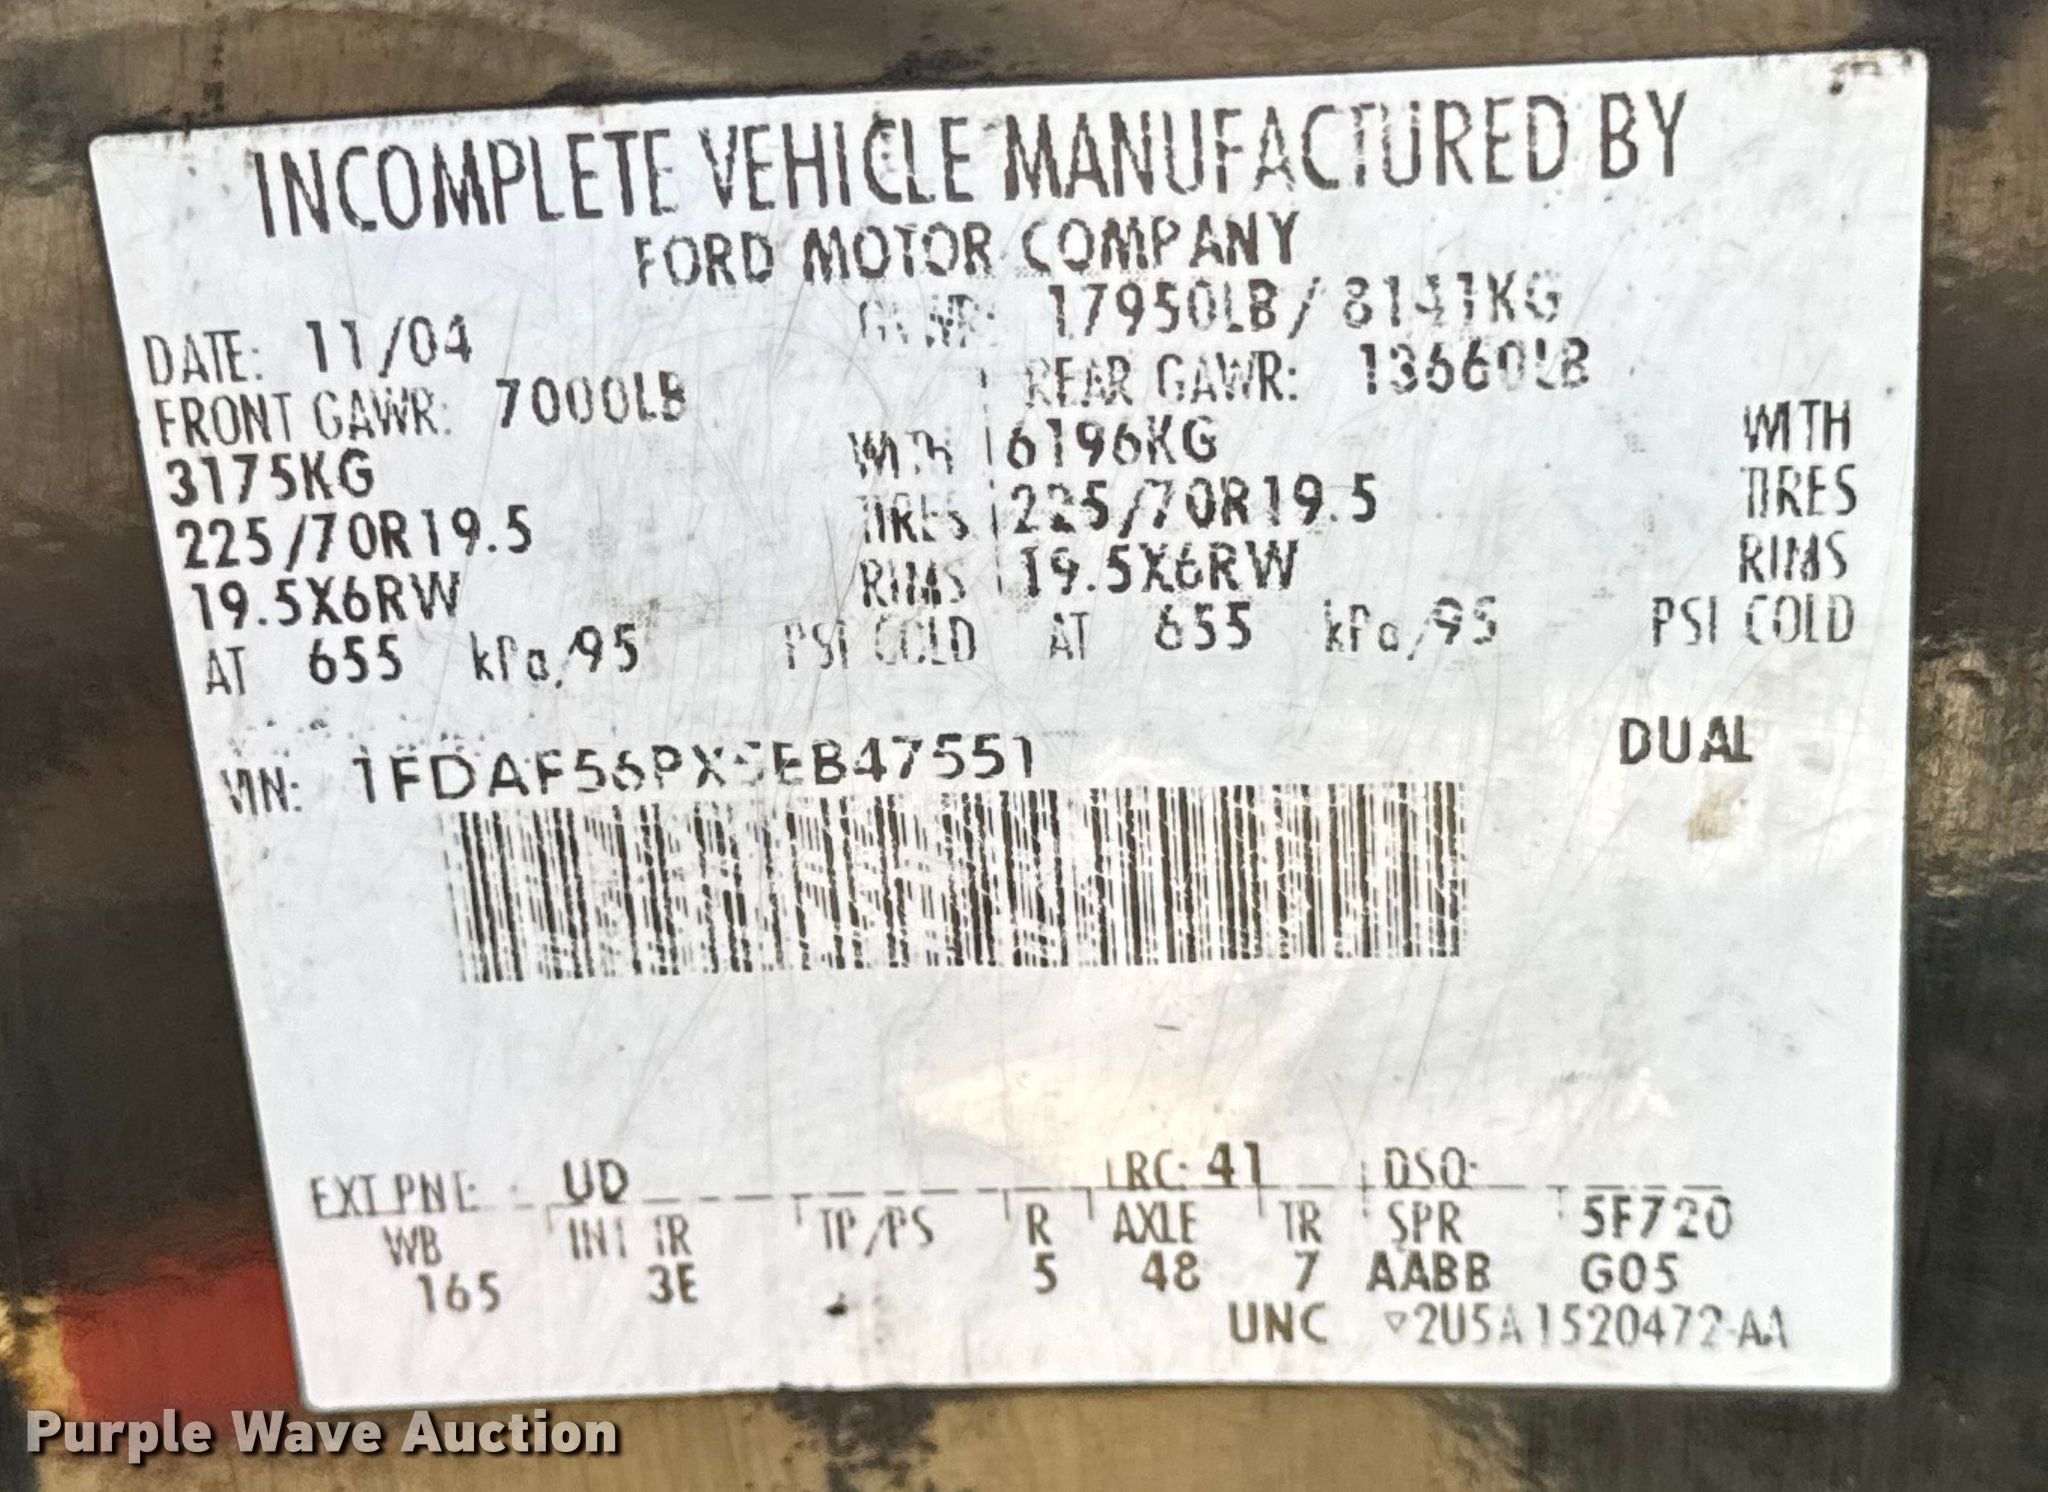 INCOMPLETE VEHICLE MANUFACTURED BY
FORD MOTOR COMPANY
DATE: 11/04 GVWR: 17950LB / 8141KG
FRONT GAWR: 7000LB REAR GAWR: 13660LB
3175KG WITH 6196KG WITH
225/70R19.5 TIRES 225/70R19.5 TIRES
19.5X6RW RIMS 19.5X6RW RIMS
AT 655 kPa/95 PSI COLD AT 655 kPa/95 PSI COLD
VIN: DUAL
EXT PNT: UD RC: 41 DSO:
WB INT TR TP/PS R AXLE TR SPR 5F720
165 3E 5 48 7 AABB G05
UNC ▽2U5A 1520472-AA
Purple Wave Auction